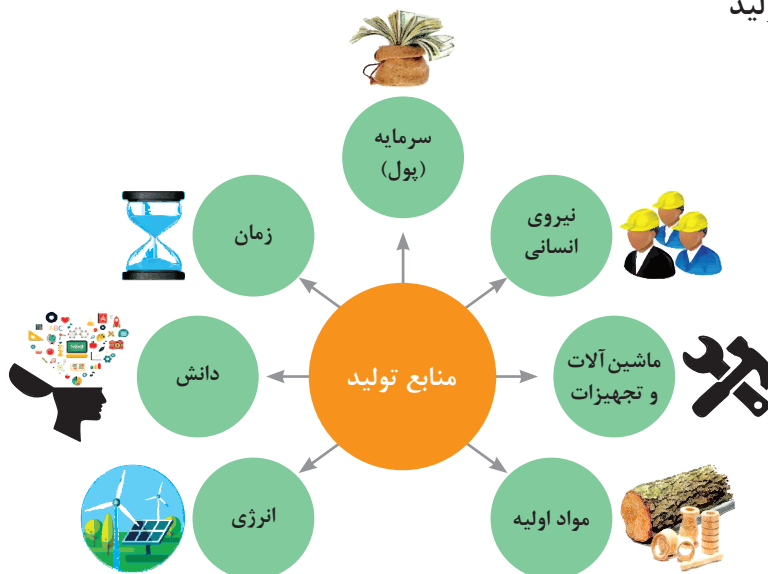 سرمایه
(پول)
نیروی
انسانی
زمان
ماشین‌آلات
و تجهیزات
منابع تولید
دانش
مواد اولیه
انرژی